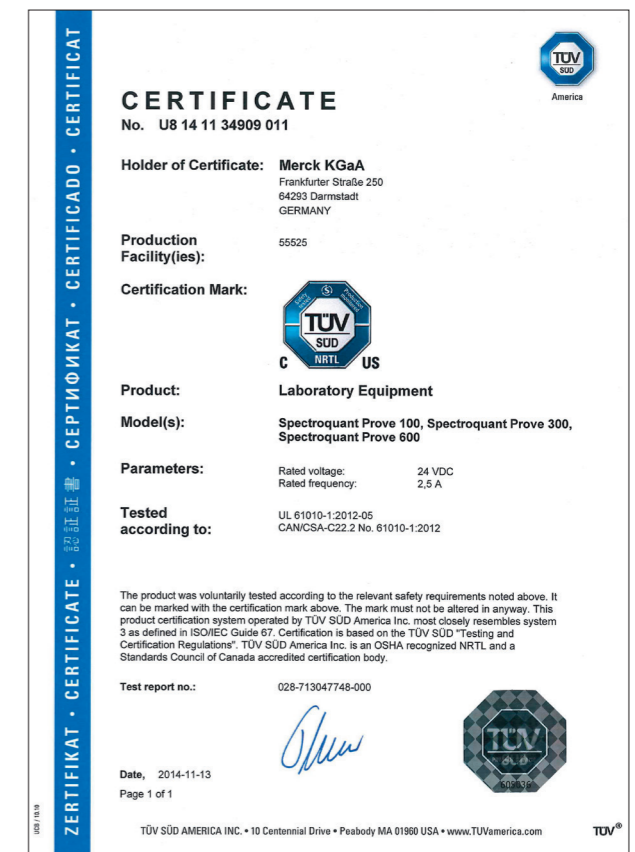 TÜV
SÜD
America
CERTIFICATE
No. U8 14 11 34909 011
Holder of Certificate: Merck KGaA
Frankfurter Straße 250
64293 Darmstadt
GERMANY
Production
Facility(ies):
55525
Certification Mark:
TÜV
SÜD
C NRTL US
Product: Laboratory Equipment
Model(s): Spectroquant Prove 100, Spectroquant Prove 300,
Spectroquant Prove 600
Parameters: Rated voltage: 24 VDC
Rated frequency: 2,5 A
Tested
according to:
UL 61010-1:2012-05
CAN/CSA-C22.2 No. 61010-1:2012
The product was voluntarily tested according to the relevant safety requirements noted above. It
can be marked with the certification mark above. The mark must not be altered in anyway. This
product certification system operated by TÜV SÜD America Inc. most closely resembles system
3 as defined in ISO/IEC Guide 67. Certification is based on the TÜV SÜD "Testing and
Certification Regulations". TÜV SÜD America Inc. is an OSHA recognized NRTL and a
Standards Council of Canada accredited certification body.
Test report no.: 028-713047748-000
Date, 2014-11-13
Page 1 of 1
TÜV
TÜV SÜD AMERICA INC. • 10 Centennial Drive • Peabody MA 01960 USA • www.TUVamerica.com TÜV®
ZERTIFIKAT • CERTIFICATE • 認証証書 • СЕРТИФИКАТ • CERTIFICADO • CERTIFICAT
UCB / 10.10